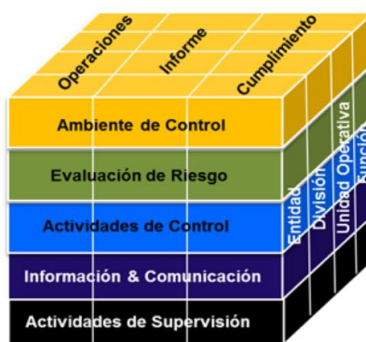 Operaciones
Informe
Cumplimiento
Ambiente de Control
Evaluación de Riesgo
Actividades de Control
Información & Comunicación
Actividades de Supervisión
Entidad
División
Unidad Operativa
Función